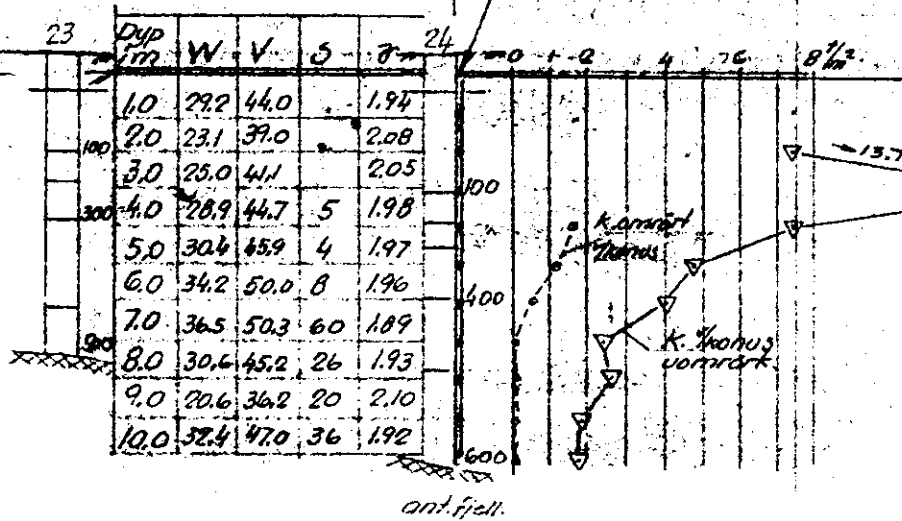 23
Dyp i m W V S γ
24
0 2 4 6 8 t/m²
1.0 29.2 44.0 1.94
2.0 23.1 39.0 2.08
100
3.0 25.0 41.1 2.05
13.7
100
300 4.0 28.9 44.7 5 1.98
K omrört
5.0 30.4 45.9 4 1.97
konus
6.0 34.2 50.0 8 1.96
400
7.0 36.5 50.3 60 1.89
K. konus
uomrört
8.0 30.6 45.2 26 1.93
9.0 20.6 36.2 20 2.10
10.0 32.4 47.0 36 1.92
600
ant. fjell.